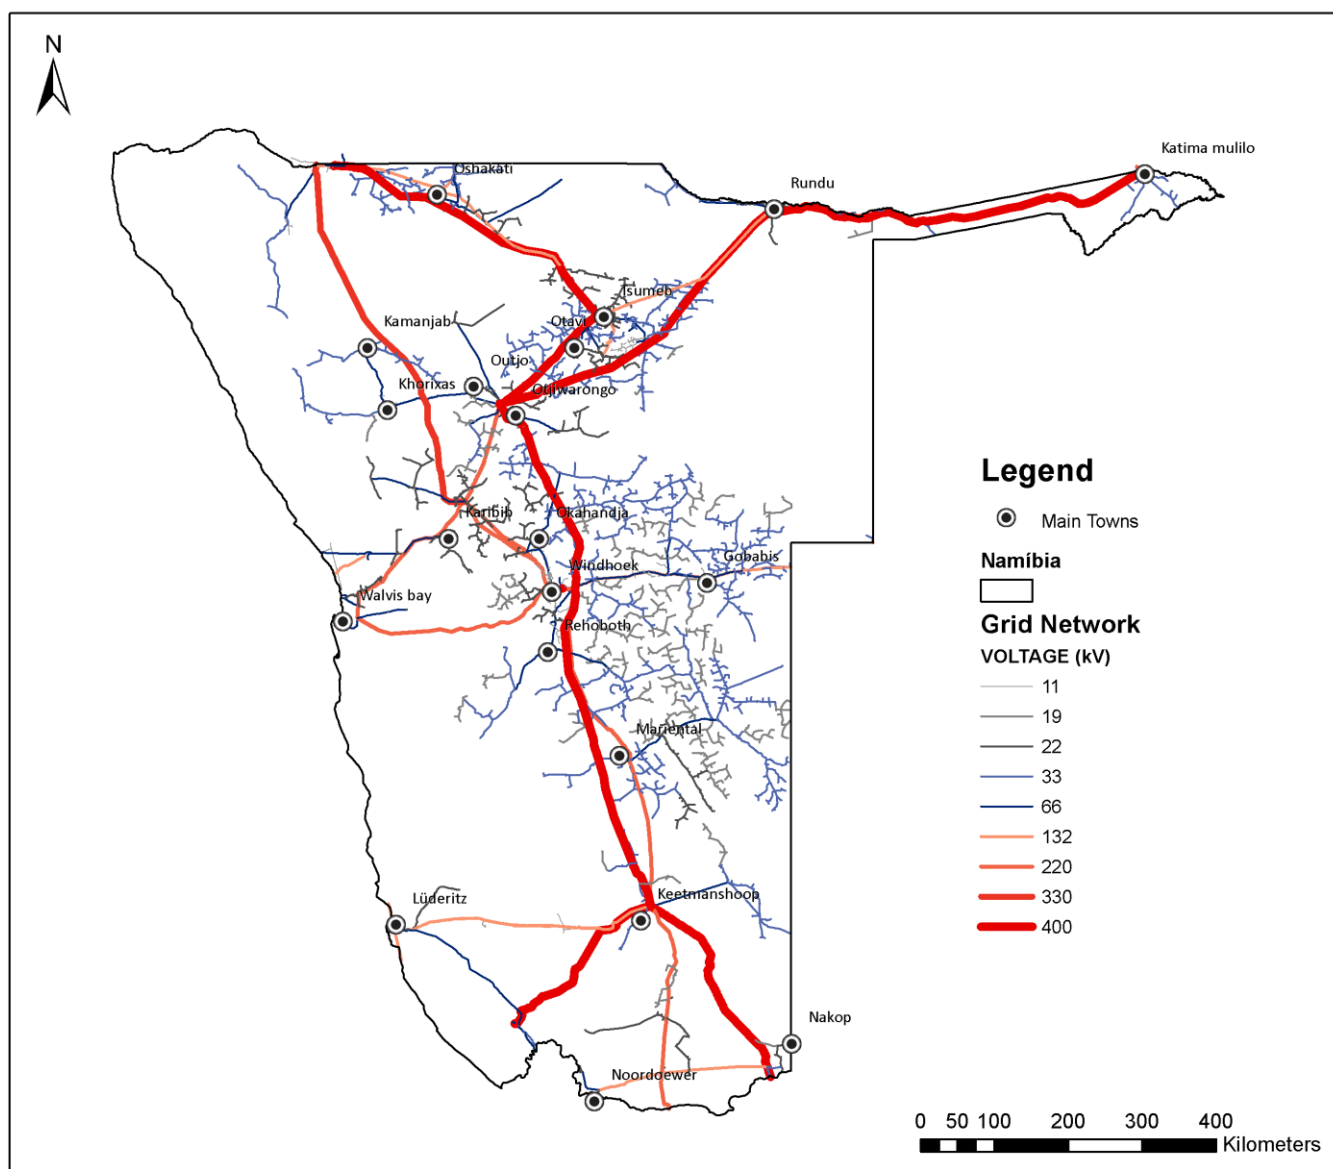 N
Katima mulilo
Oshakati
Rundu
Tsumeb
Kamanjab
Otavi
Outjo
Khorixas
Otjiwarongo
Karibib
Okahandja
Gobabis
Windhoek
Walvis bay
Rehoboth
Mariental
Lüderitz
Keetmanshoop
Nakop
Noordoewer
Legend
Main Towns
Namíbia
Grid Network
VOLTAGE (kV)
11
19
22
33
66
132
220
330
400
0 50 100 200 300 400
Kilometers